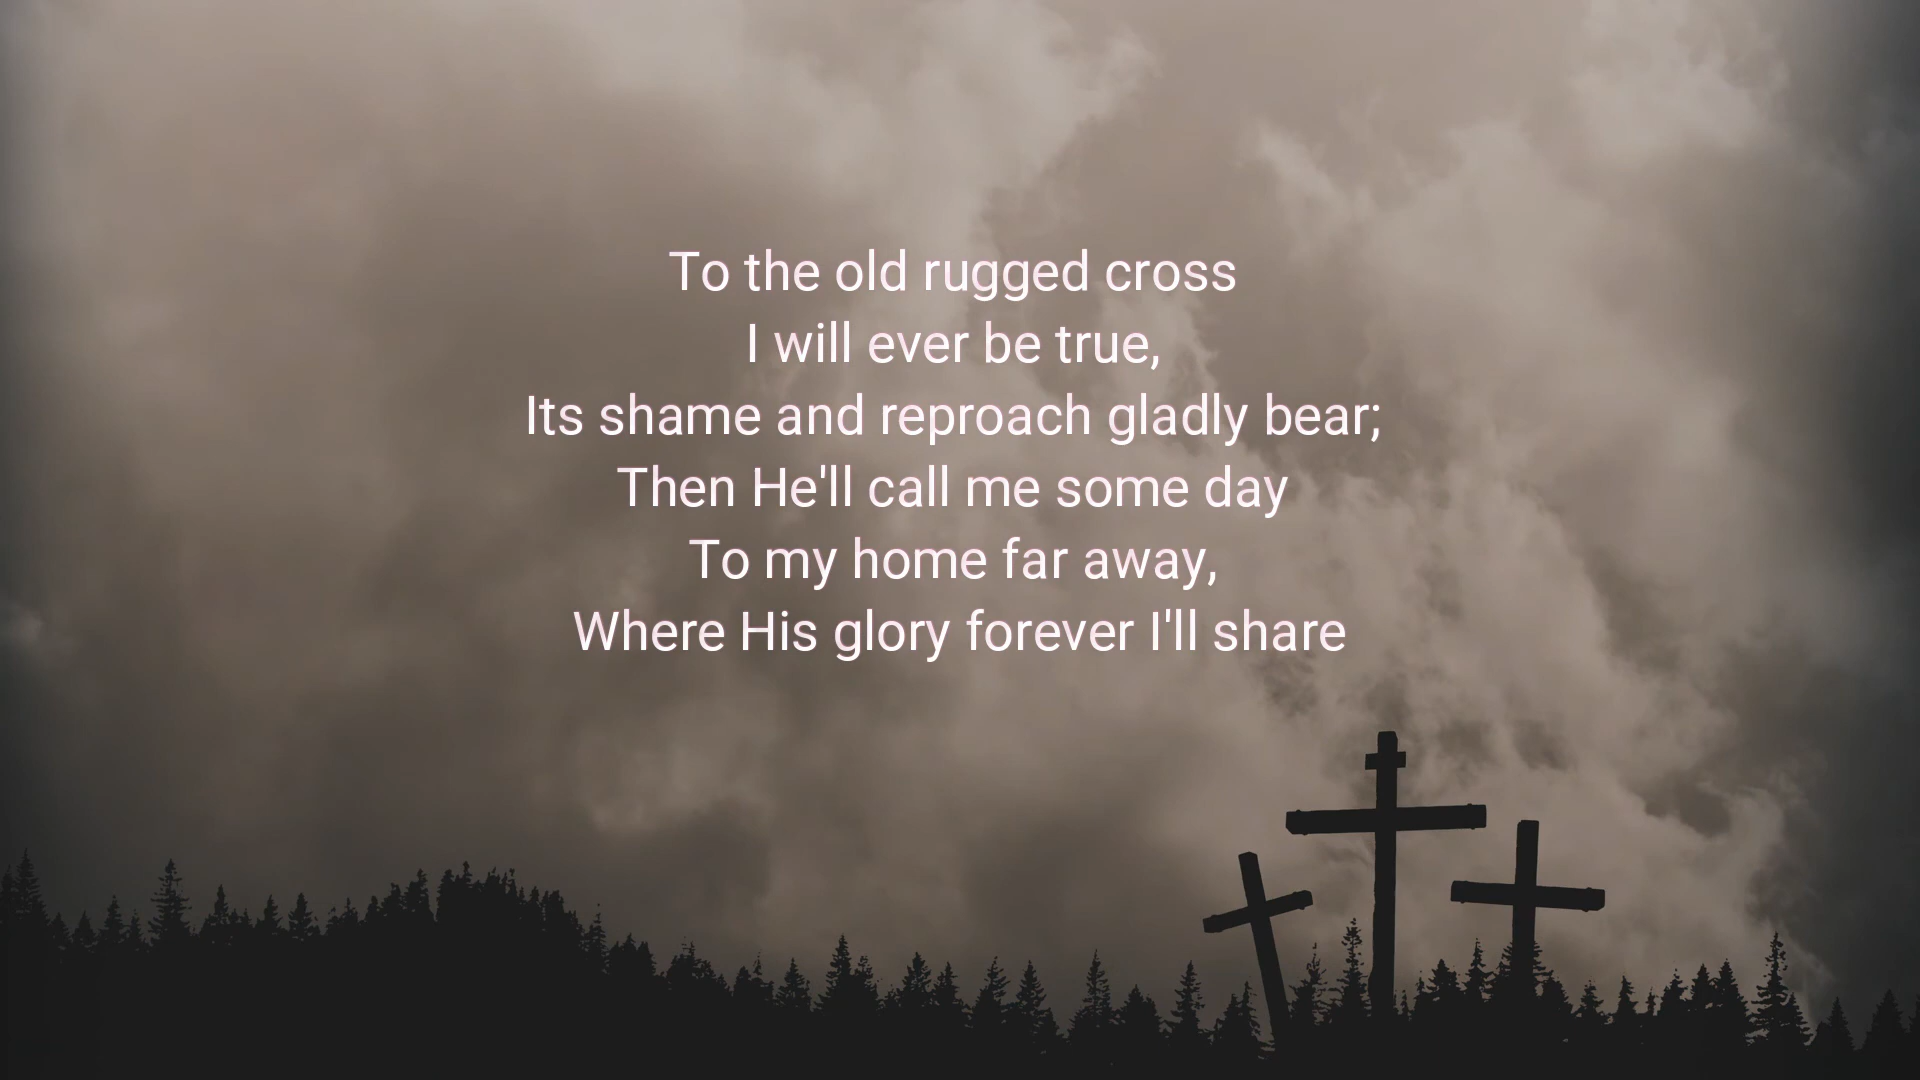 To the old rugged cross
I will ever be true,
Its shame and reproach gladly bear;
Then He'll call me some day
To my home far away,
Where His glory forever I'll share